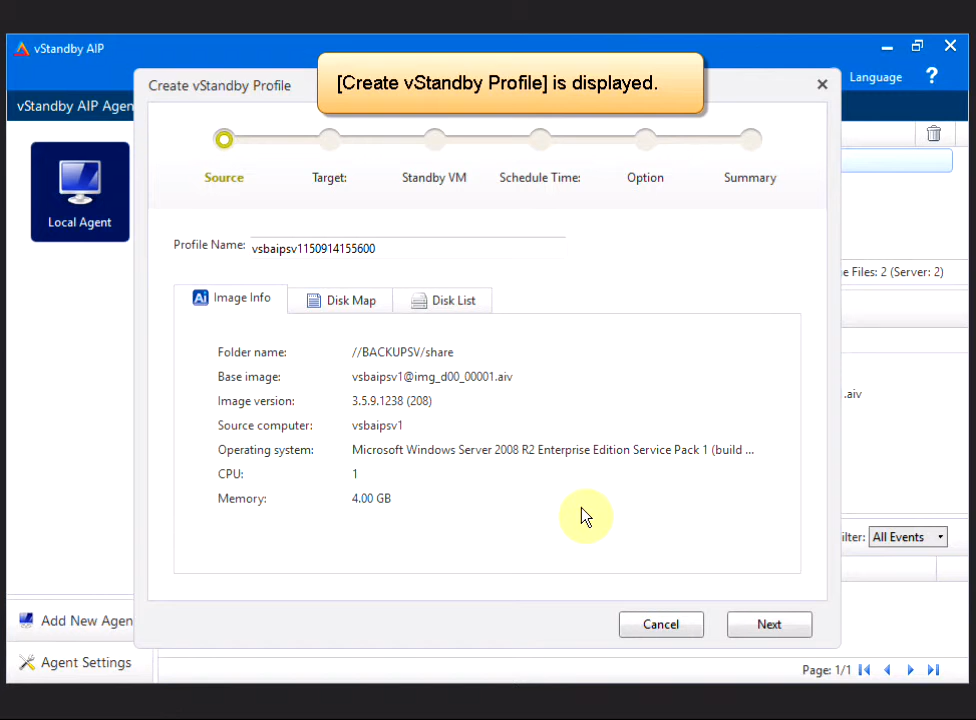 vStandby AIP
Language ?
vStandby AIP Agen
Create vStandby Profile
[Create vStandby Profile] is displayed.
Source Target: Standby VM Schedule Time: Option Summary
Local Agent
Profile Name: vsbaipsv1150914155600
e Files: 2 (Server: 2)
Ai Image Info Disk Map Disk List
Folder name: //BACKUPSV/share
Base image: vsbaipsv1@img_d00_00001.aiv
.aiv
Image version: 3.5.9.1238 (208)
Source computer: vsbaipsv1
Operating system: Microsoft Windows Server 2008 R2 Enterprise Edition Service Pack 1 (build ...
CPU: 1
Memory: 4.00 GB
ilter: All Events
Add New Agen
Cancel Next
Agent Settings
Page: 1/1